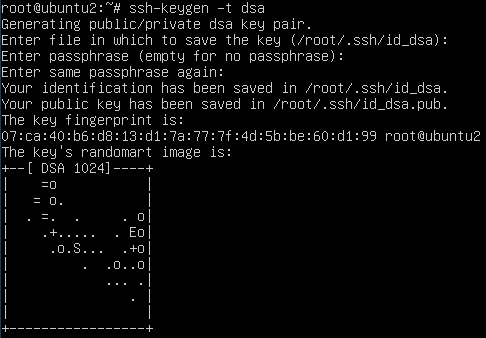 root@ubuntu2:~# ssh-keygen -t dsa
Generating public/private dsa key pair.
Enter file in which to save the key (/root/.ssh/id_dsa):
Enter passphrase (empty for no passphrase):
Enter same passphrase again:
Your identification has been saved in /root/.ssh/id_dsa.
Your public key has been saved in /root/.ssh/id_dsa.pub.
The key fingerprint is:
07:ca:40:b6:d8:13:d1:7a:77:7f:4d:5b:be:60:d1:99 root@ubuntu2
The key's randomart image is:
+--[ DSA 1024]----+
|    =o           |
|   = o.          |
|  . =.  .     . o|
|    .+.....  . Eo|
|     .o.S...  .+o|
|         .  .o..o|
|            ... .|
|               . |
|                 |
+-----------------+